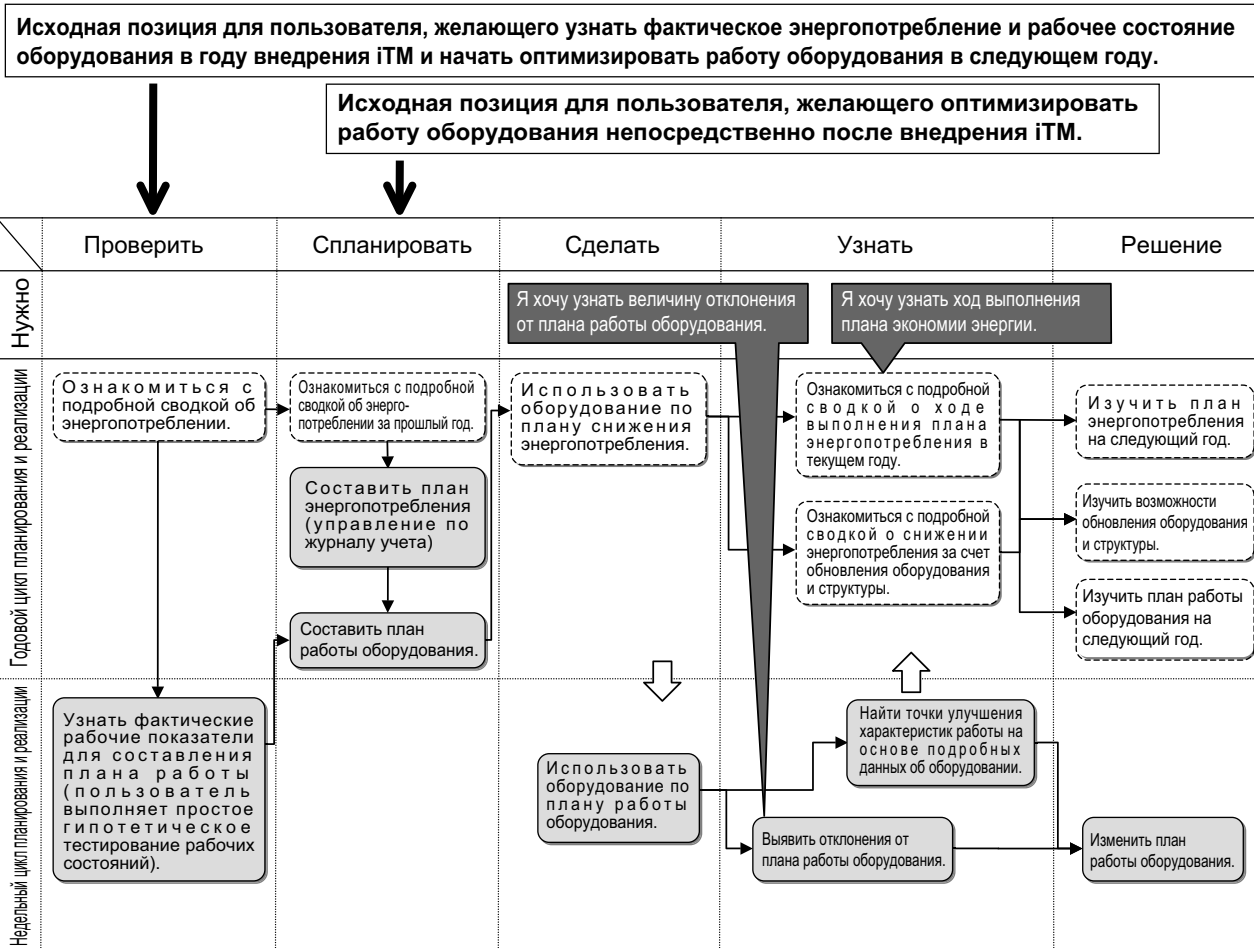 Исходная позиция для пользователя, желающего узнать фактическое энергопотребление и рабочее состояние
оборудования в году внедрения iTM и начать оптимизировать работу оборудования в следующем году.
Исходная позиция для пользователя, желающего оптимизировать
работу оборудования непосредственно после внедрения iTM.
Проверить
Спланировать
Сделать
Узнать
Решение
Нужно
Я хочу узнать величину отклонения
от плана работы оборудования.
Я хочу узнать ход выполнения
плана экономии энергии.
Годовой цикл планирования и реализации
Ознакомиться с
подробной сводкой об
энергопотреблении.
Ознакомиться с подробной
сводкой об энерго-
потреблении за прошлый год.
Составить план
энергопотребления
(управление по
журналу учета)
Составить план
работы оборудования.
Использовать
оборудование по
плану снижения
энергопотребления.
Ознакомиться с подробной
сводкой о ходе
выполнения плана
энергопотребления в
текущем году.
Ознакомиться с подробной
сводкой о снижении
энергопотребления за счет
обновления оборудования
и структуры.
Изучить план
энергопотребления
на следующий год.
Изучить возможности
обновления оборудования
и структуры.
Изучить план работы
оборудования на
следующий год.
Недельный цикл планирования и реализации
Узнать фактические
рабочие показатели
для составления
плана работы
(пользователь
выполняет простое
гипотетическое
тестирование рабочих
состояний).
Использовать
оборудование по
плану работы
оборудования.
Найти точки улучшения
характеристик работы на
основе подробных
данных об оборудовании.
Выявить отклонения от
плана работы оборудования.
Изменить план
работы оборудования.